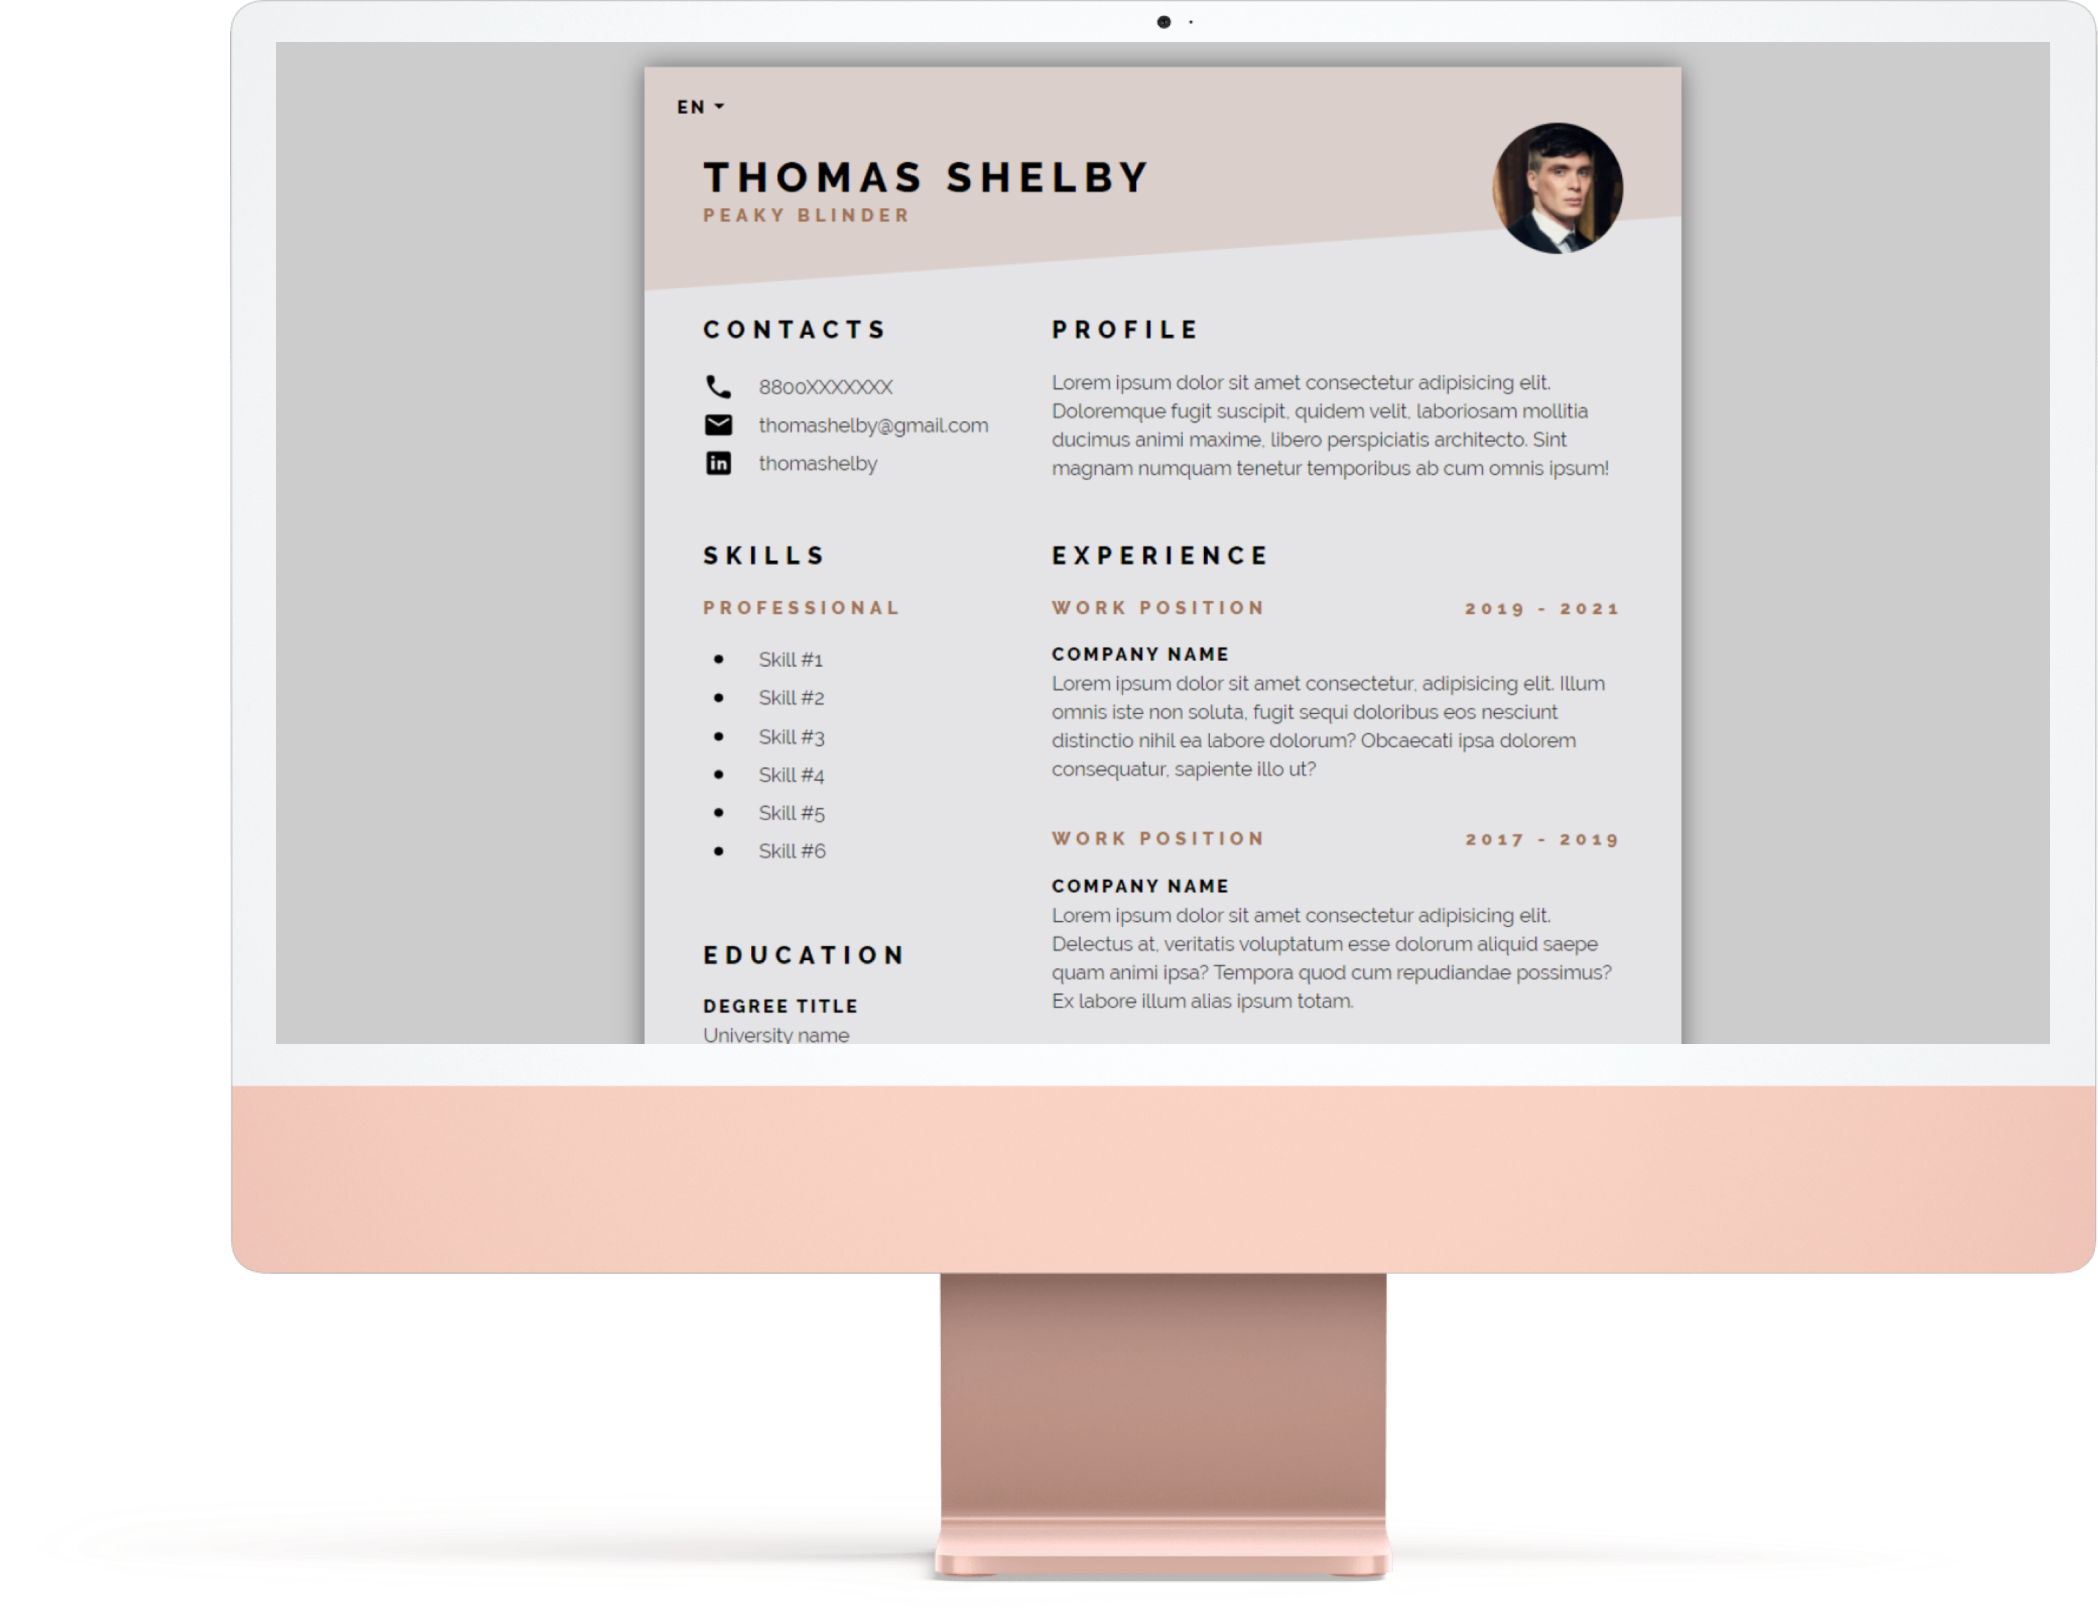 EN
THOMAS SHELBY
PEAKY BLINDER
CONTACTS
8800XXXXXXX
thomashelby@gmail.com
in thomashelby
SKILLS
PROFESSIONAL
Skill #1
Skill #2
Skill #3
Skill #4
Skill #5
Skill #6
EDUCATION
DEGREE TITLE
University name
PROFILE
Lorem ipsum dolor sit amet consectetur adipisicing elit.
Doloremque fugit suscipit, quidem velit, laboriosam mollitia
ducimus animi maxime, libero perspiciatis architecto. Sint
magnam numquam tenetur temporibus ab cum omnis ipsum!
EXPERIENCE
WORK POSITION 2019 - 2021
COMPANY NAME
Lorem ipsum dolor sit amet consectetur, adipisicing elit. Illum
omnis iste non soluta, fugit sequi doloribus eos nesciunt
distinctio nihil ea labore dolorum? Obcaecati ipsa dolorem
consequatur, sapiente illo ut?
WORK POSITION 2017 - 2019
COMPANY NAME
Lorem ipsum dolor sit amet consectetur adipisicing elit.
Delectus at, veritatis voluptatum esse dolorum aliquid saepe
quam animi ipsa? Tempora quod cum repudiandae possimus?
Ex labore illum alias ipsum totam.